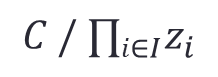 C / ∏_{i∈I} z_i